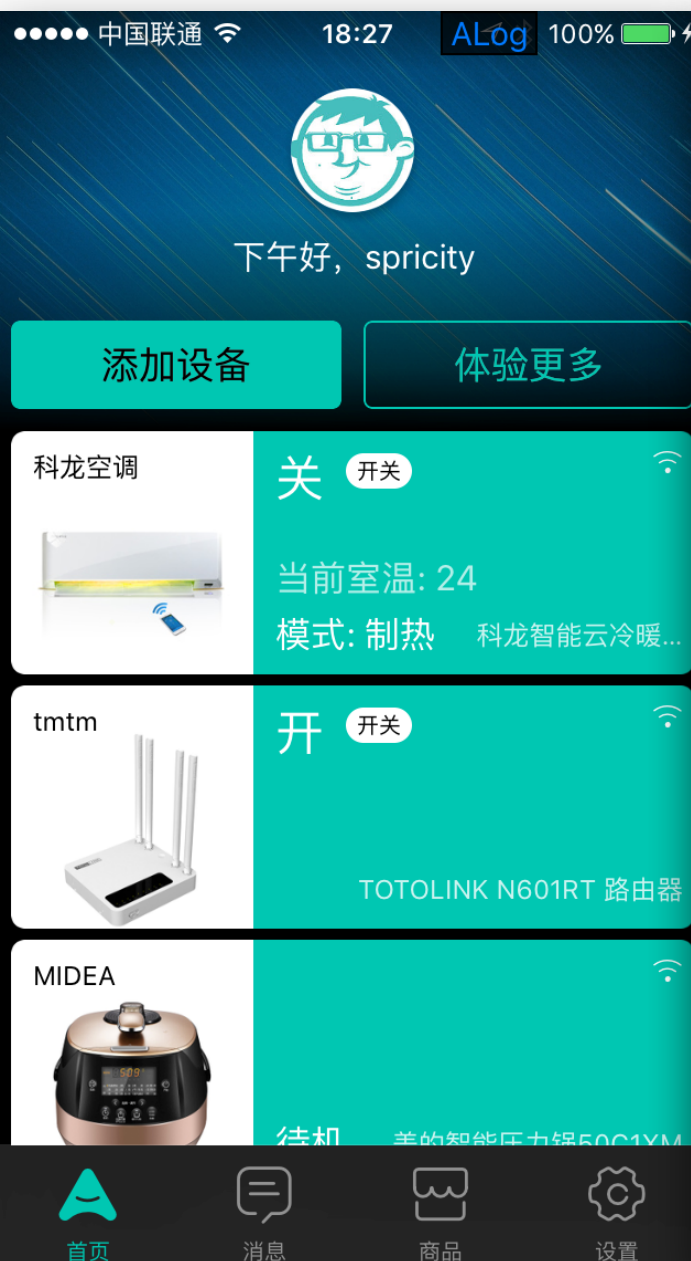 中国联通 18:27 ALog 100%
下午好，spricity
添加设备 体验更多
科龙空调
关 开关
当前室温: 24
模式: 制热 科龙智能云冷暖...
tmtm
开 开关
TOTOLINK N601RT 路由器
MIDEA
待机 美的智能压力锅50C1XM
首页 消息 商品 设置